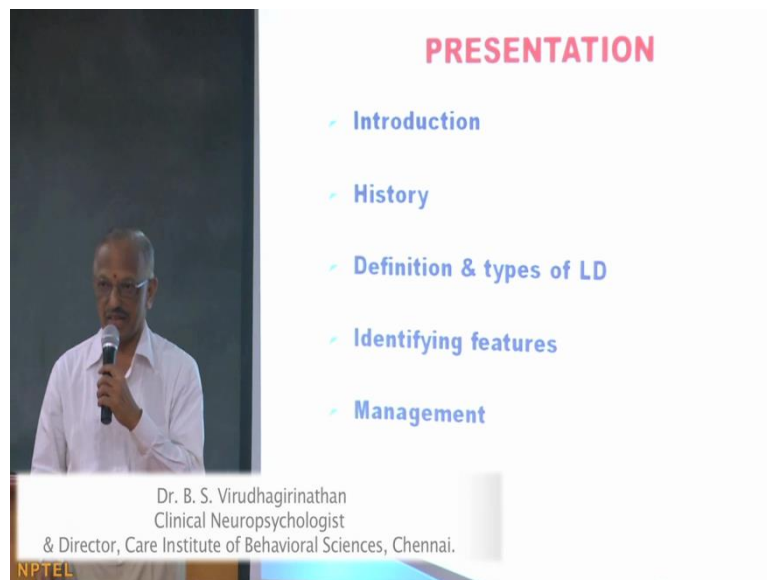 PRESENTATION
Introduction
History
Definition & types of LD
Identifying features
Management
Dr. B. S. Virudhagirinathan
Clinical Neuropsychologist
& Director, Care Institute of Behavioral Sciences, Chennai.
NPTEL